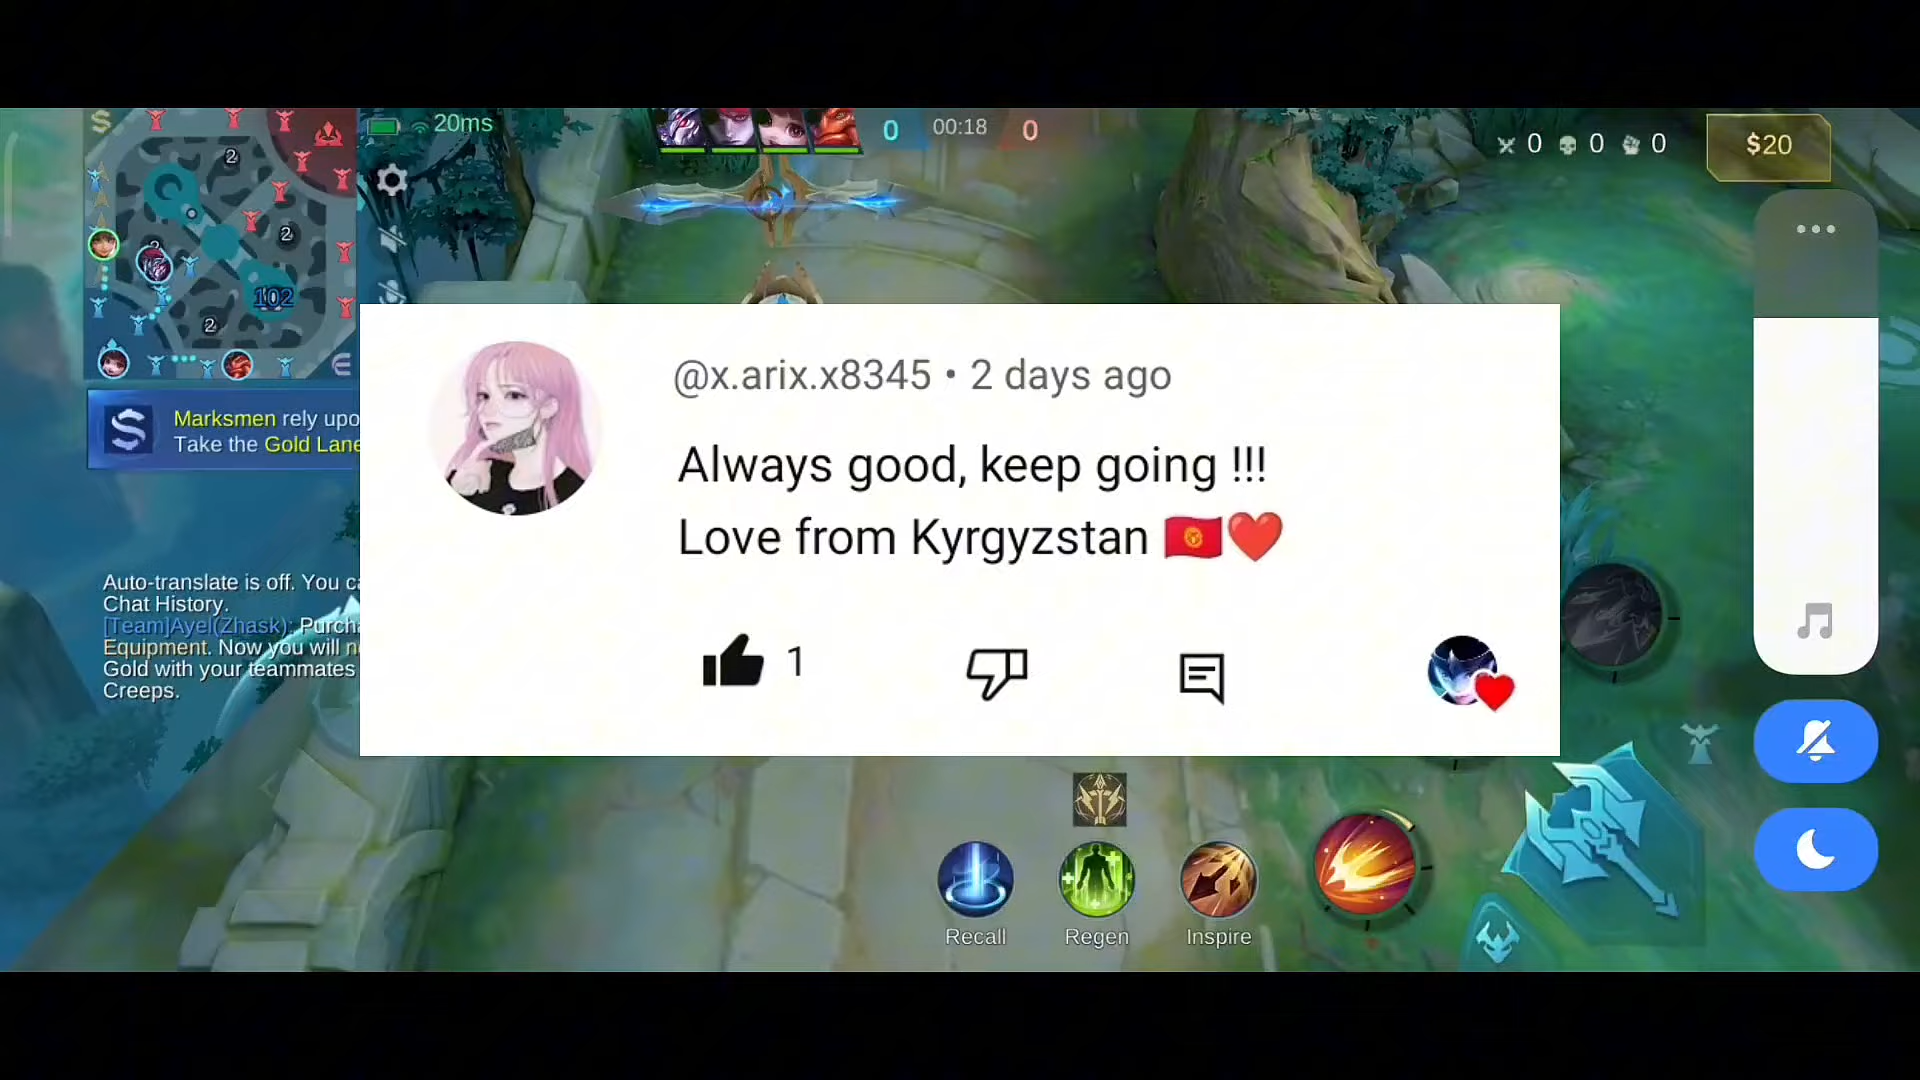 20ms
0
00:18
0
0
0
0
$20
2
2
2
102
2
Marksmen rely upo
Take the Gold Lane
@x.arix.x8345 • 2 days ago
Always good, keep going !!!
Love from Kyrgyzstan 🇰🇬❤️
1
Auto-translate is off. You ca
Chat History.
[Team]Ayel(Zhask): Purcha
Equipment. Now you will n
Gold with your teammates
Creeps.
Recall
Regen
Inspire